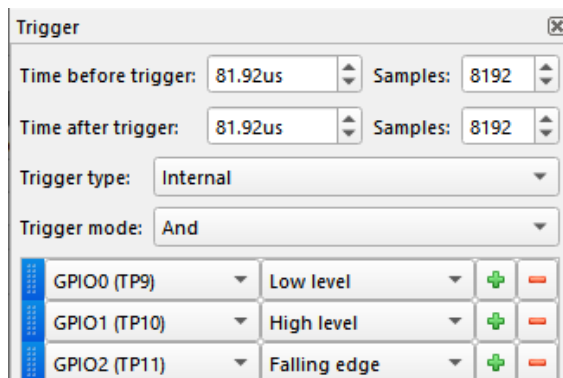 Trigger
Time before trigger: 81.92us Samples: 8192
Time after trigger: 81.92us Samples: 8192
Trigger type: Internal
Trigger mode: And
GPIO0 (TP9) Low level
GPIO1 (TP10) High level
GPIO2 (TP11) Falling edge